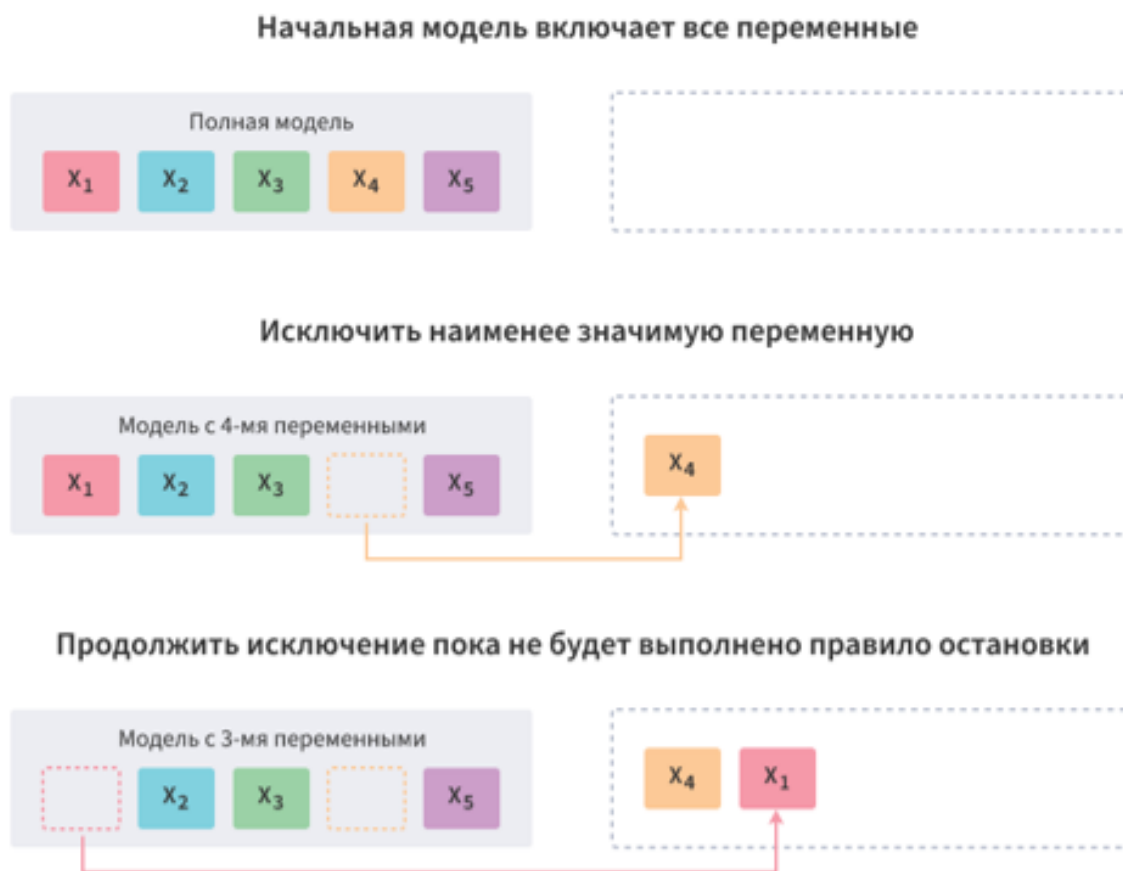 Начальная модель включает все переменные
Полная модель
X₁ X₂ X₃ X₄ X₅
Исключить наименее значимую переменную
Модель с 4-мя переменными
X₁ X₂ X₃ X₅ X₄
Продолжить исключение пока не будет выполнено правило остановки
Модель с 3-мя переменными
X₂ X₃ X₅ X₄ X₁